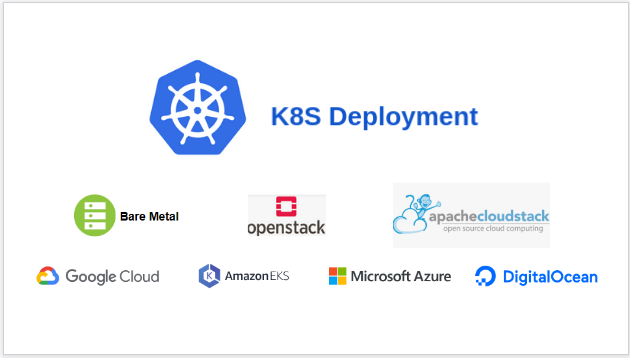 K8S Deployment
Bare Metal
openstack
apachecloudstack
open source cloud computing
Google Cloud
K
Amazon EKS
Microsoft Azure
DigitalOcean